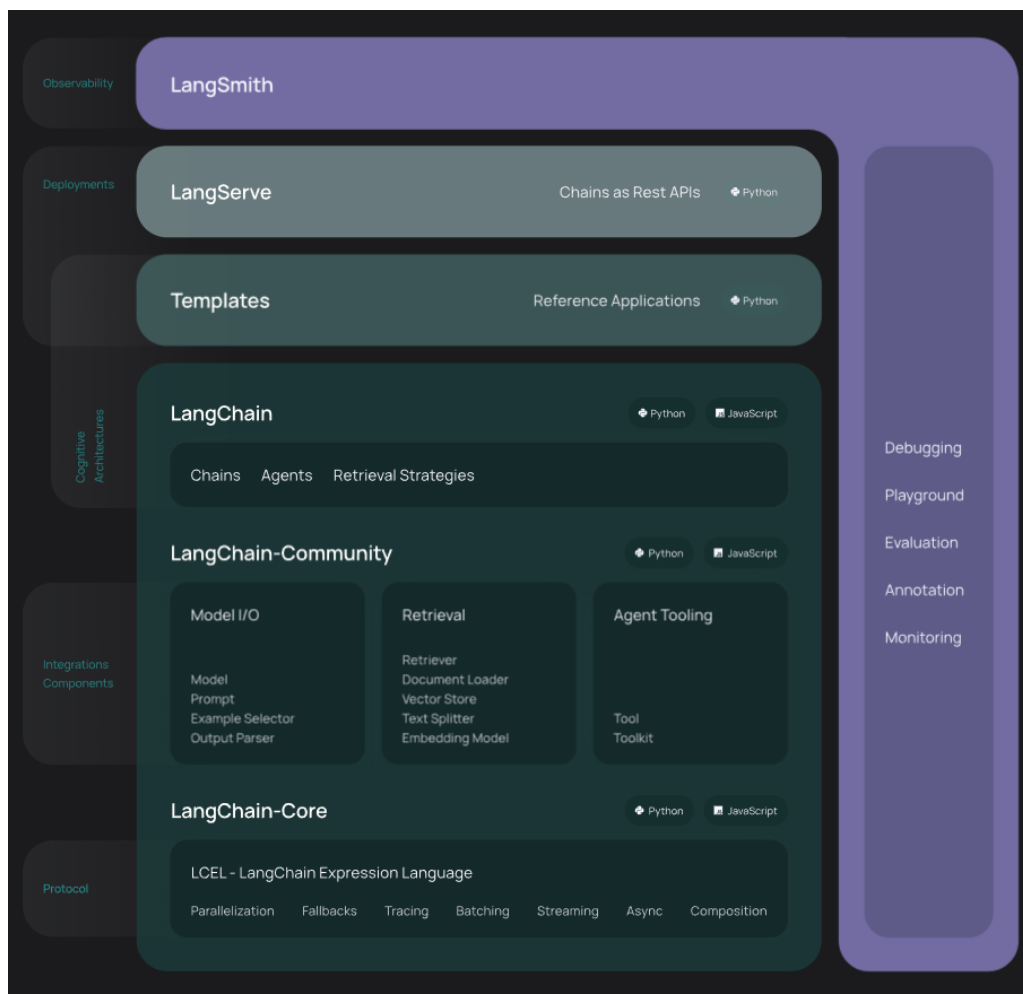 Observability
LangSmith
Deployments
LangServe
Chains as Rest APIs
Python
Templates
Reference Applications
Python
Cognitive
Architectures
LangChain
Python
JavaScript
Chains
Agents
Retrieval Strategies
LangChain-Community
Python
JavaScript
Integrations
Components
Model I/O
Model
Prompt
Example Selector
Output Parser
Retrieval
Retriever
Document Loader
Vector Store
Text Splitter
Embedding Model
Agent Tooling
Tool
Toolkit
LangChain-Core
Python
JavaScript
Protocol
LCEL - LangChain Expression Language
Parallelization
Fallbacks
Tracing
Batching
Streaming
Async
Composition
Debugging
Playground
Evaluation
Annotation
Monitoring